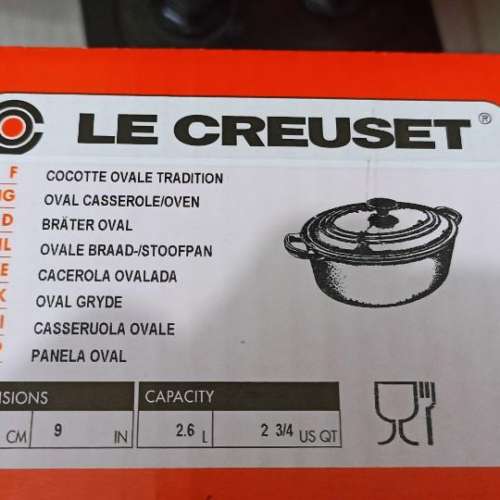 LE CREUSET ®
F COCOTTE OVALE TRADITION
OVAL CASSEROLE/OVEN
D BRÄTER OVAL
OVALE BRAAD-/STOOFPAN
E CACEROLA OVALADA
OVAL GRYDE
I CASSERUOLA OVALE
PANELA OVAL
CAPACITY
CM 9 IN 2.6 L 2 3/4 US QT